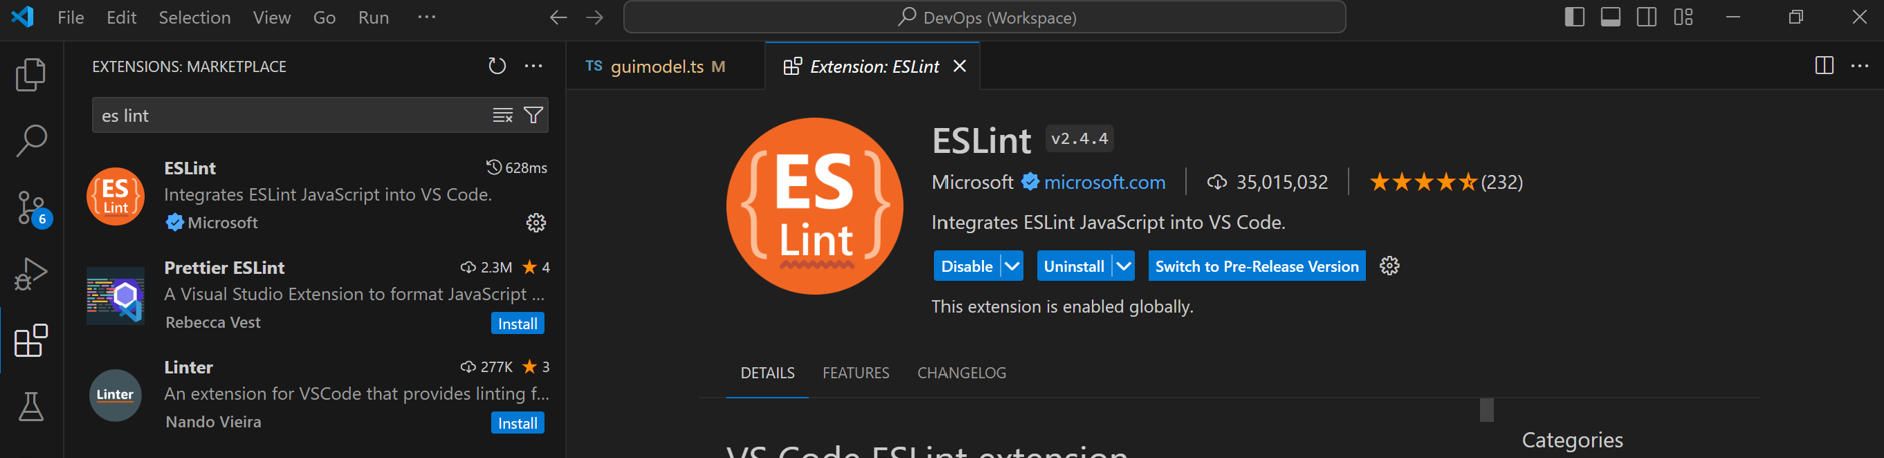 File Edit Selection View Go Run ···
DevOps (Workspace)
EXTENSIONS: MARKETPLACE
es lint
ES
Lint
ESLint
628ms
Integrates ESLint JavaScript into VS Code.
Microsoft
6
Prettier ESLint
2.3M ★ 4
A Visual Studio Extension to format JavaScript ...
Rebecca Vest
Install
Linter
Linter
277K ★ 3
An extension for VSCode that provides linting f...
Nando Vieira
Install
TS guimodel.ts M
Extension: ESLint
{ES}
Lint
ESLint v2.4.4
Microsoft microsoft.com 35,015,032 (232)
Integrates ESLint JavaScript into VS Code.
Disable Uninstall Switch to Pre-Release Version
This extension is enabled globally.
DETAILS FEATURES CHANGELOG
VS Code ESLint extension
Categories